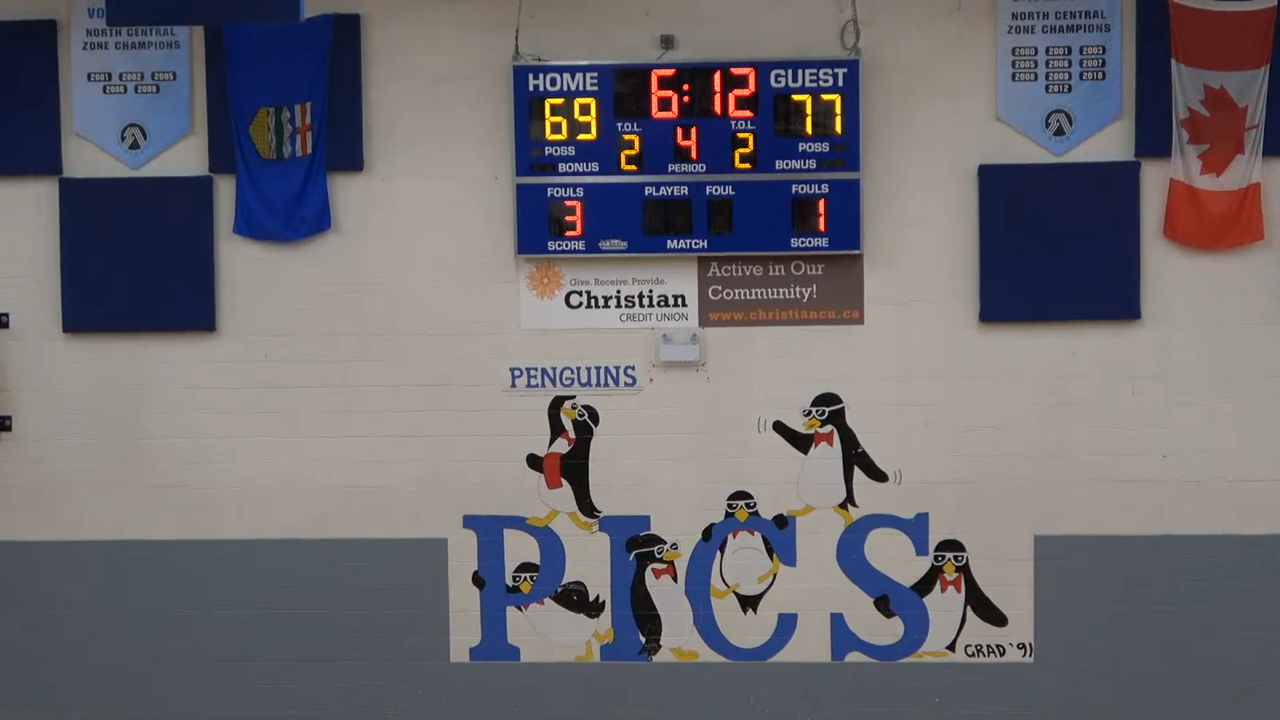 VO
NORTH CENTRAL
ZONE CHAMPIONS
2001 2002 2005
2006 2008
HOME 6:12 GUEST
69 77
T.O.L. T.O.L.
2 4 2
POSS POSS
BONUS PERIOD BONUS
FOULS PLAYER FOUL FOULS
3 1
SCORE MATCH SCORE
Give. Receive. Provide.
Christian
CREDIT UNION
Active in Our
Community!
www.christiancu.ca
NORTH CENTRAL
ZONE CHAMPIONS
2000 2001 2003
2005 2006 2007
2008 2009 2010
2012
PENGUINS
PICS
GRAD '91